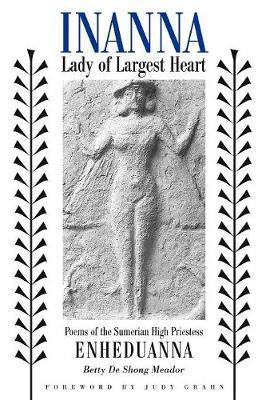 INANNA
Lady of Largest Heart
Poems of the Sumerian High Priestess
ENHEDUANNA
Betty De Shong Meador
FOREWORD BY JUDY GRAHN